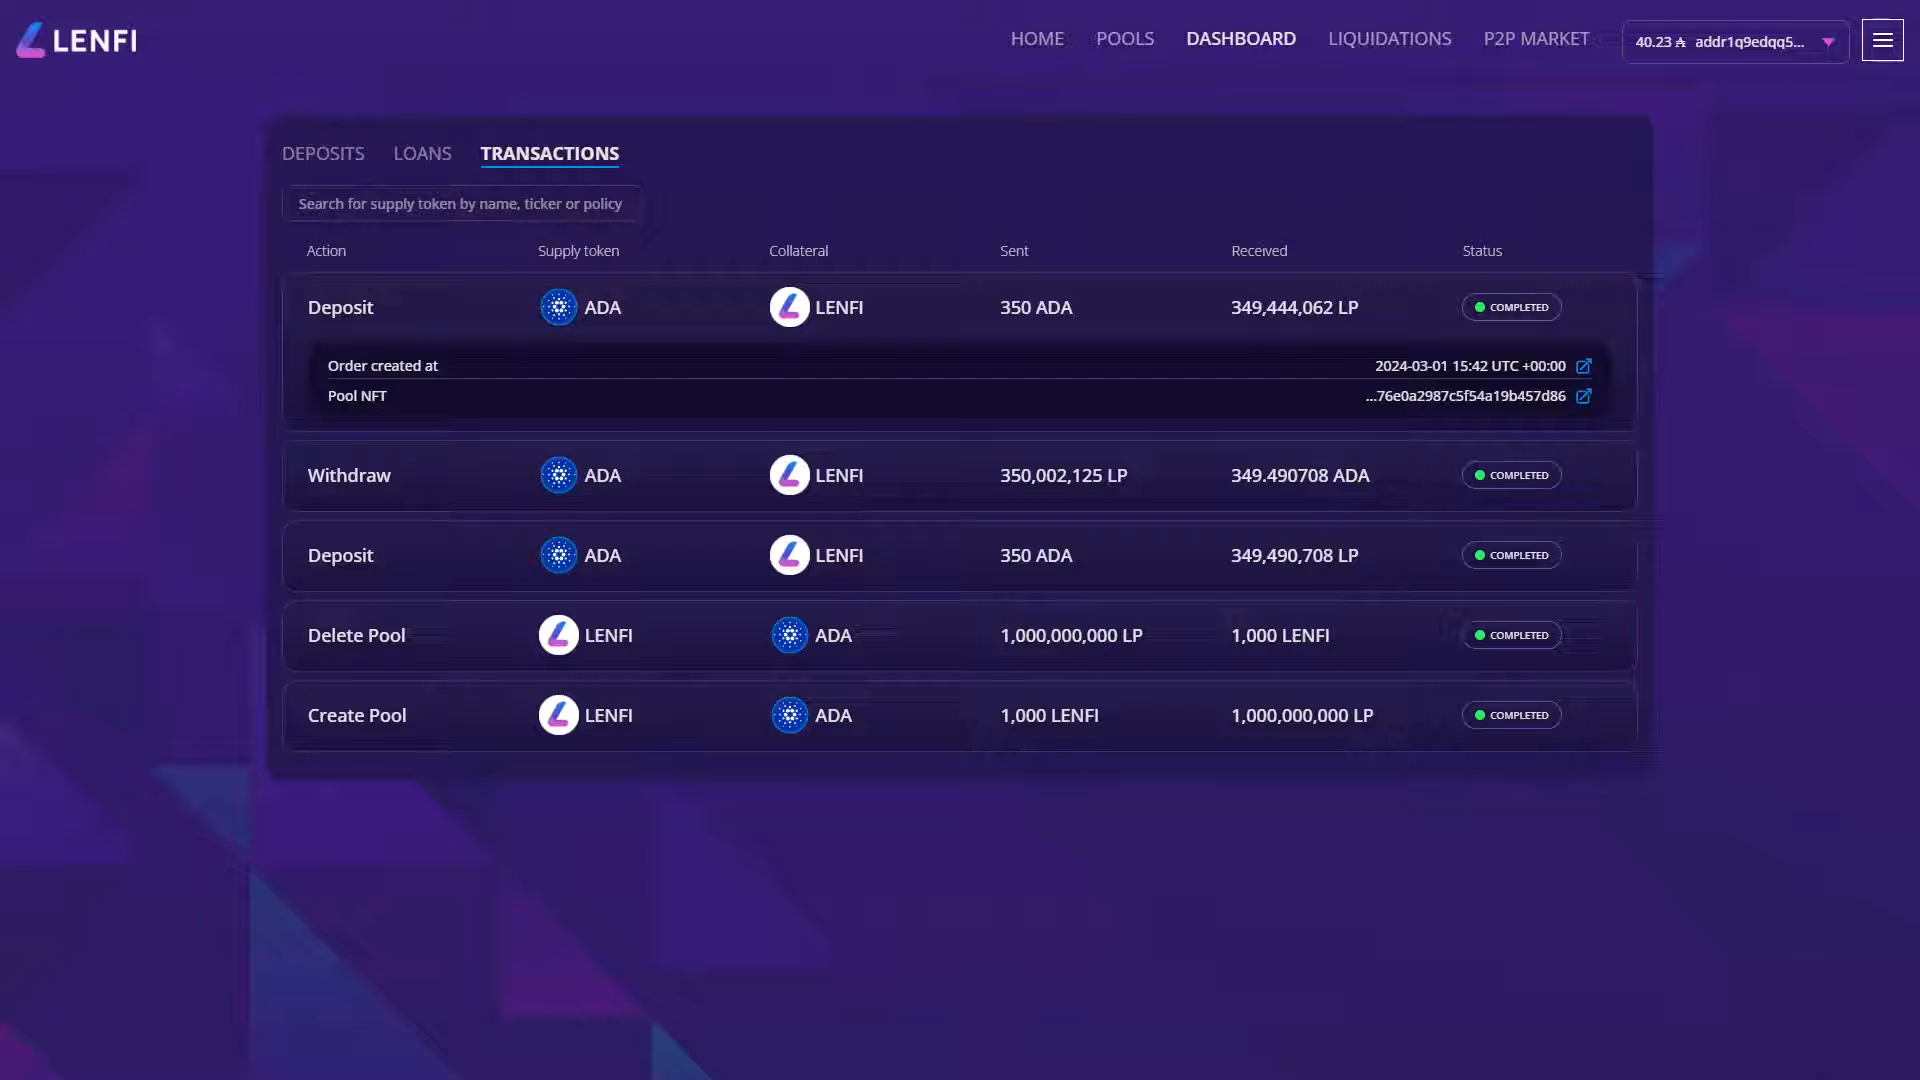 LENFI
HOME POOLS DASHBOARD LIQUIDATIONS P2P MARKET 40.23 ₳ addr1q9edqq5...
DEPOSITS LOANS TRANSACTIONS
Search for supply token by name, ticker or policy
Action Supply token Collateral Sent Received Status
Deposit ADA LENFI 350 ADA 349,444,062 LP COMPLETED
Order created at 2024-03-01 15:42 UTC +00:00
Pool NFT ...76e0a2987c5f54a19b457d86
Withdraw ADA LENFI 350,002,125 LP 349.490708 ADA COMPLETED
Deposit ADA LENFI 350 ADA 349,490,708 LP COMPLETED
Delete Pool LENFI ADA 1,000,000,000 LP 1,000 LENFI COMPLETED
Create Pool LENFI ADA 1,000 LENFI 1,000,000,000 LP COMPLETED